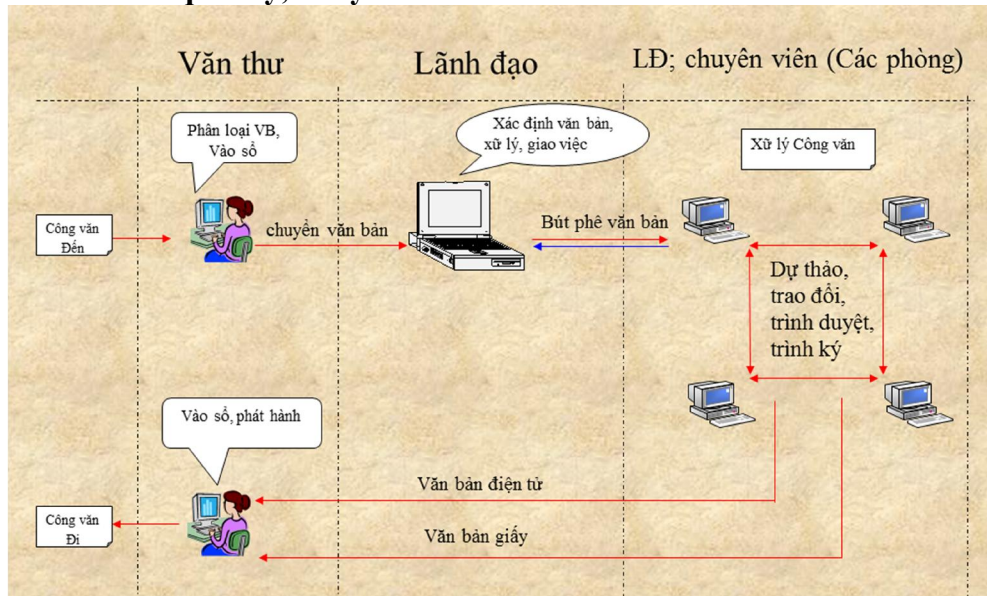 Văn thư
Lãnh đạo
LĐ; chuyên viên (Các phòng)
Phân loại VB,
Vào sổ
Xác định văn bản,
xữ lý, giao việc
Xữ lý Công văn
Công văn
Đến
chuyển văn bản
Bút phê văn bản
Dự thảo,
trao đổi,
trình duyệt,
trình ký
Vào sổ, phát hành
Văn bản điện tử
Công văn
Đi
Văn bản giấy